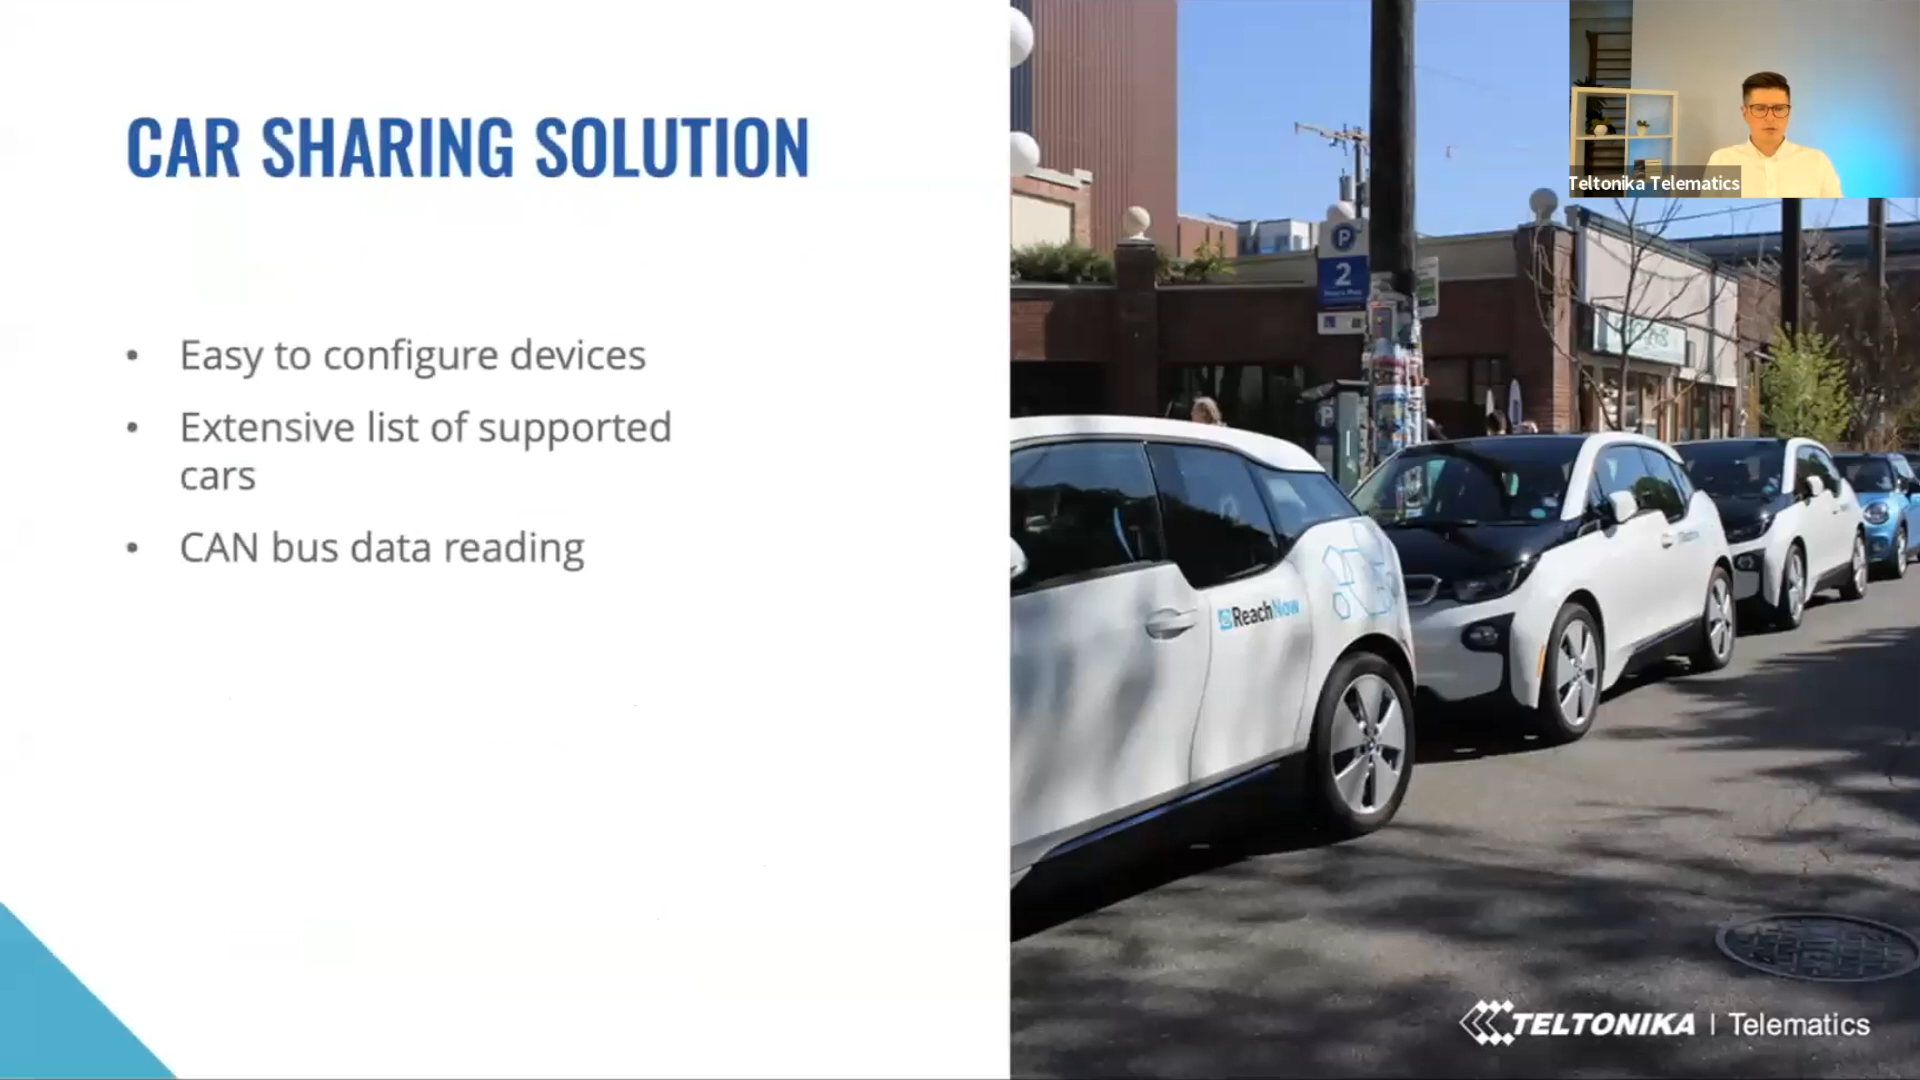 CAR SHARING SOLUTION
• Easy to configure devices
• Extensive list of supported
cars
• CAN bus data reading
Teltonika Telematics
P
2
P
ReachNow
TELTONIKA | Telematics